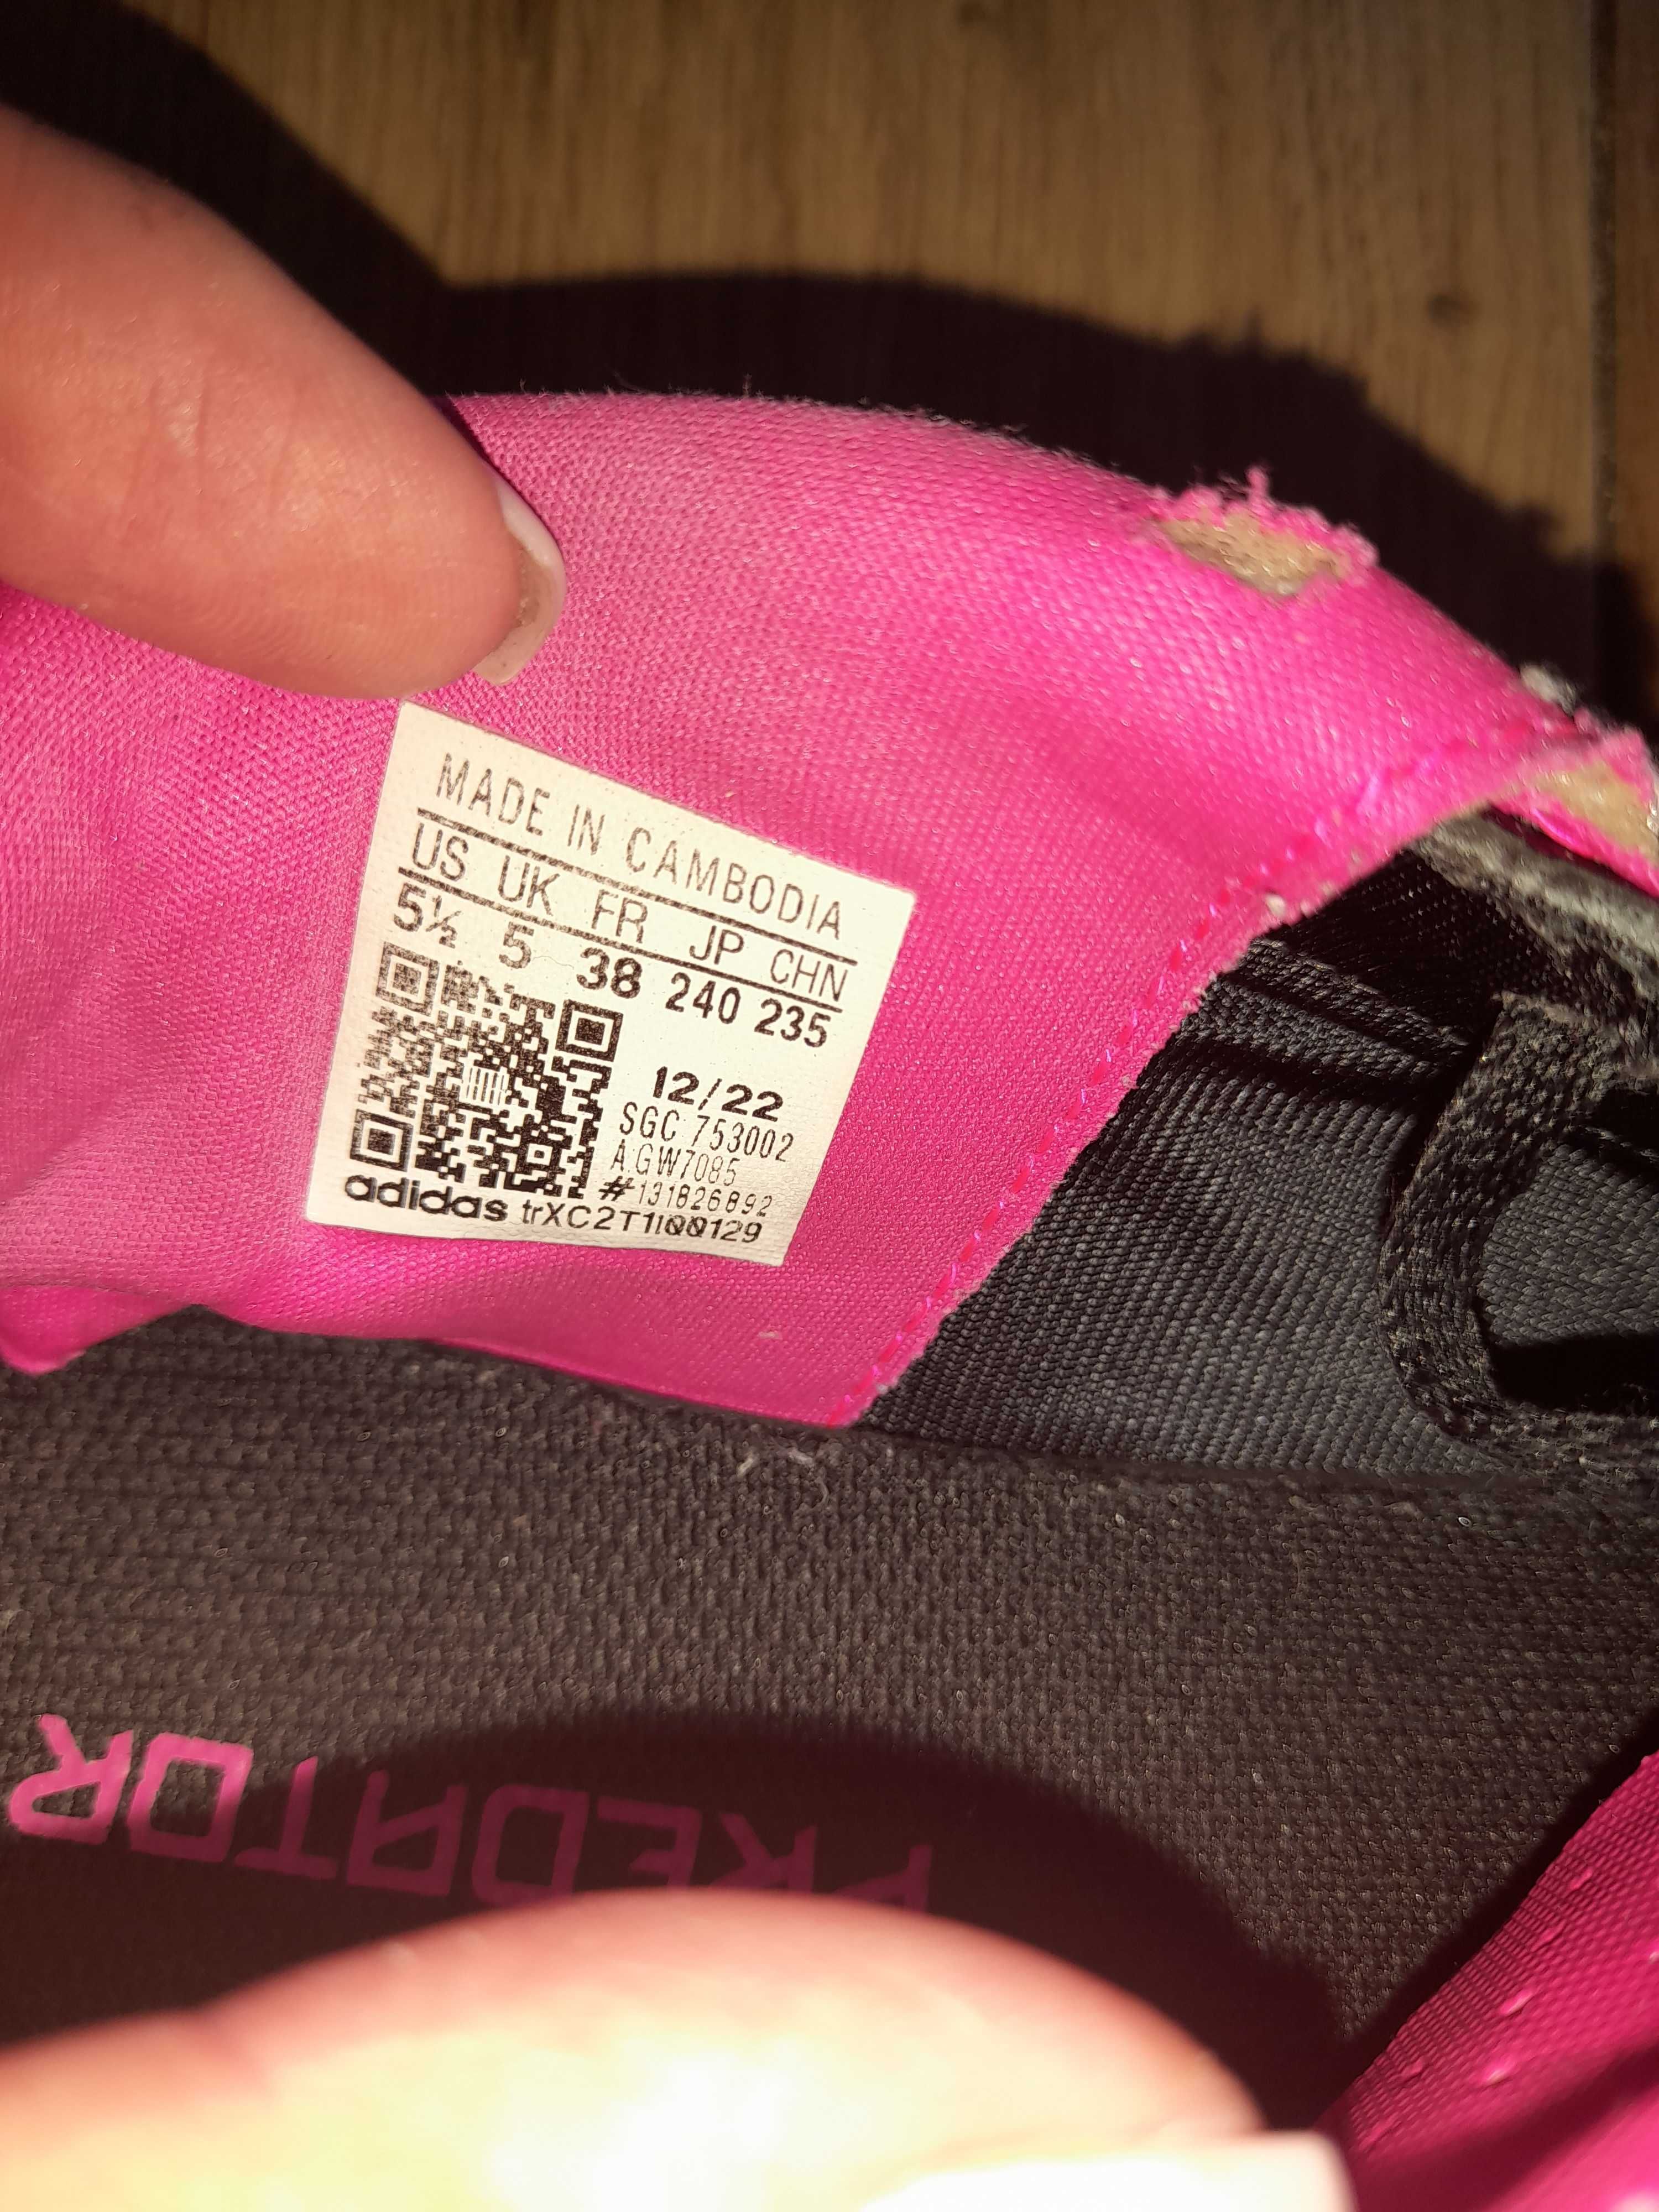 MADE IN CAMBODIA
US UK FR JP CHN
5½ 5 38 240 235
12/22
SGC 753002
A:GW7085
#131826892
adidas trXC2T1IQQ129
PREDATOR